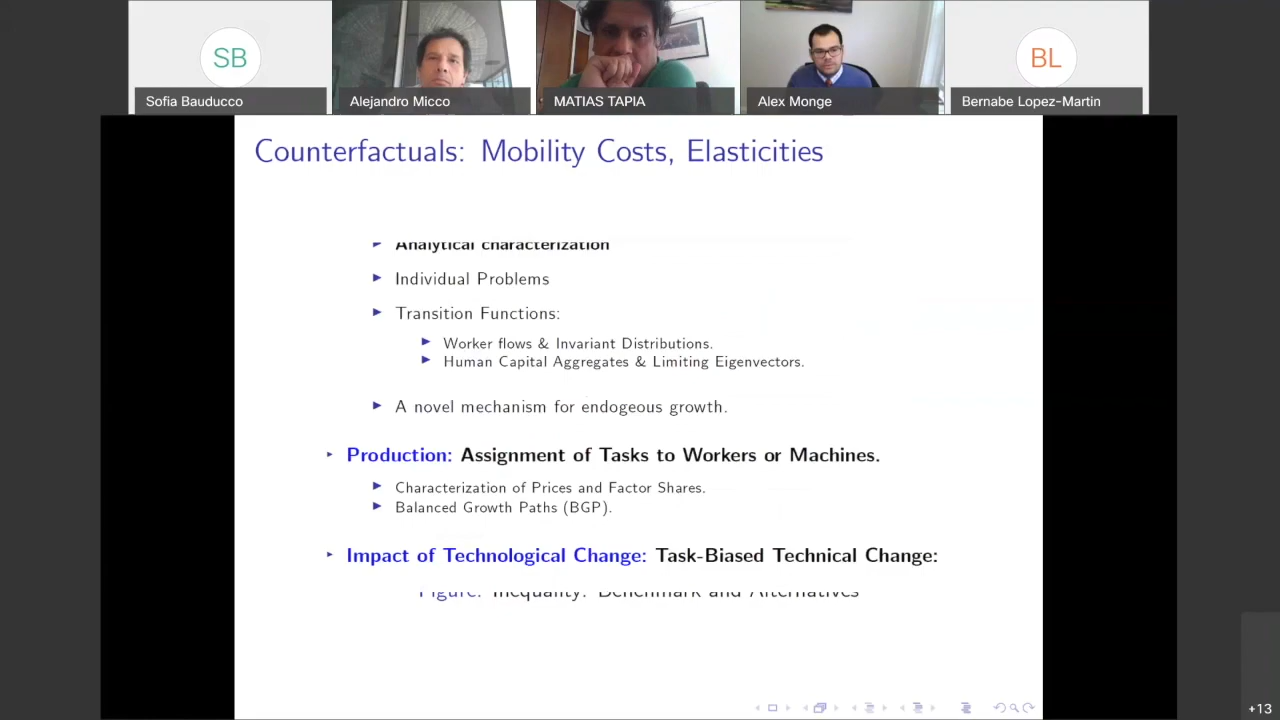 SB
BL
Sofia Bauducco
Alejandro Micco
MATIAS TAPIA
Alex Monge
Bernabe Lopez-Martin
Counterfactuals: Mobility Costs, Elasticities
Analytical characterization
Individual Problems
Transition Functions:
Worker flows & Invariant Distributions.
Human Capital Aggregates & Limiting Eigenvectors.
A novel mechanism for endogeous growth.
Production: Assignment of Tasks to Workers or Machines.
Characterization of Prices and Factor Shares.
Balanced Growth Paths (BGP).
Impact of Technological Change: Task-Biased Technical Change:
Figure: Inequality: Benchmark and Alternatives
+13